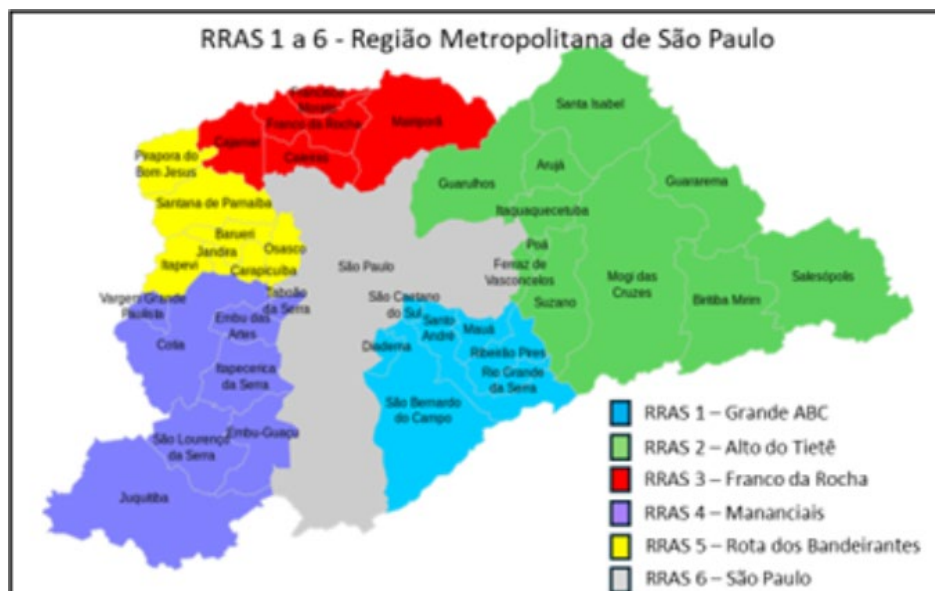 RRAS 1 a 6 - Região Metropolitana de São Paulo
Santa Isabel
Francisco
Morato
Franco da Rocha
Mairiporã
Cajamar
Caieiras
Pirapora do
Bom Jesus
Arujá
Guarulhos
Guararema
Santana de Parnaíba
Itaquaquecetuba
Barueri
Osasco
Jandira
Itapevi
Carapicuíba
Poá
São Paulo
Ferraz de
Vasconcelos
Mogi das
Cruzes
Salesópolis
Biritiba Mirim
Suzano
Vargem Grande
Paulista
Taboão
da Serra
São Caetano
do Sul
Embu das
Artes
Santo
André
Mauá
Cotia
Diadema
Ribeirão Pires
Itapecerica
da Serra
Rio Grande
da Serra
São Bernardo
do Campo
Embu-Guaçu
São Lourenço
da Serra
Juquitiba
RRAS 1 – Grande ABC
RRAS 2 – Alto do Tietê
RRAS 3 – Franco da Rocha
RRAS 4 – Mananciais
RRAS 5 – Rota dos Bandeirantes
RRAS 6 – São Paulo